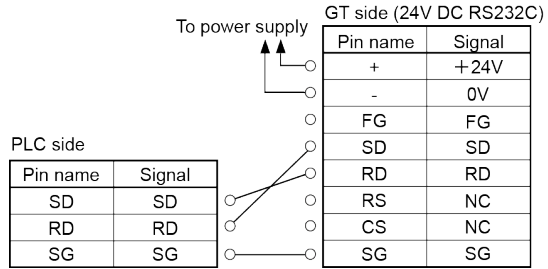 GT side (24V DC RS232C)
To power supply
Pin name Signal
+ +24V
- 0V
FG FG
SD SD
RD RD
RS NC
CS NC
SG SG
PLC side
Pin name Signal
SD SD
RD RD
SG SG